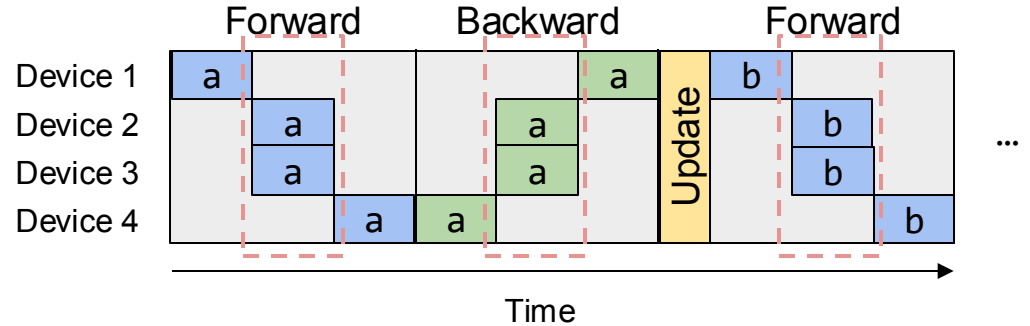 Forward Backward Forward
Device 1 a a b
Device 2 a a b
Device 3 a a b
Device 4 a a b
Update
...
Time